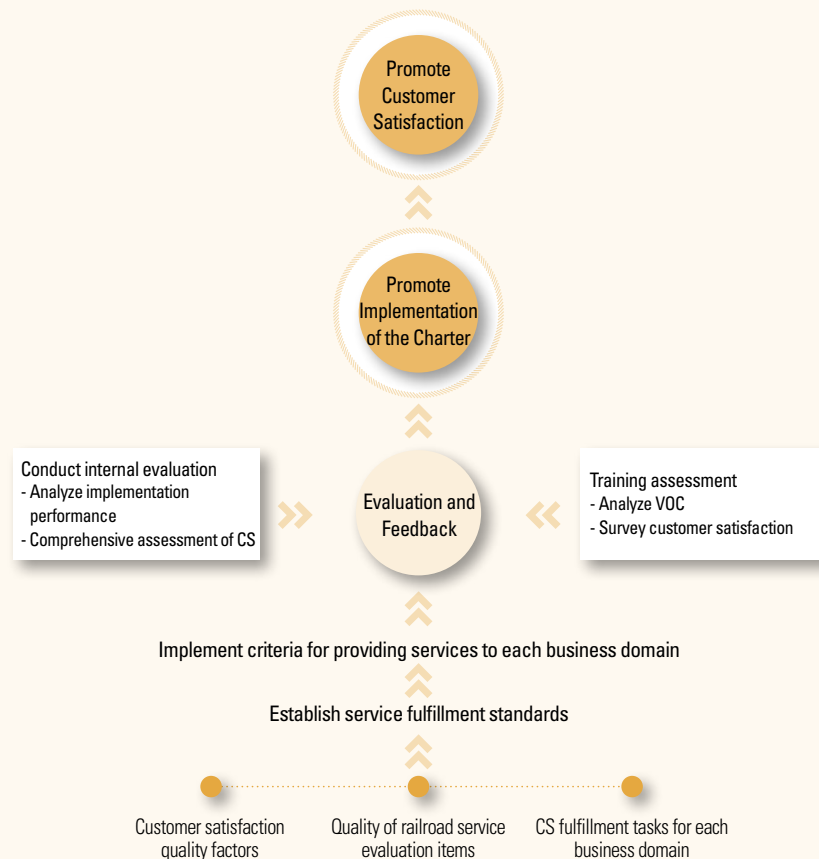 Promote
Customer
Satisfaction
Promote
Implementation
of the Charter
Conduct internal evaluation
- Analyze implementation
performance
- Comprehensive assessment of CS
Evaluation and
Feedback
Training assessment
- Analyze VOC
- Survey customer satisfaction
Implement criteria for providing services to each business domain
Establish service fulfillment standards
Customer satisfaction
quality factors
Quality of railroad service
evaluation items
CS fulfillment tasks for each
business domain